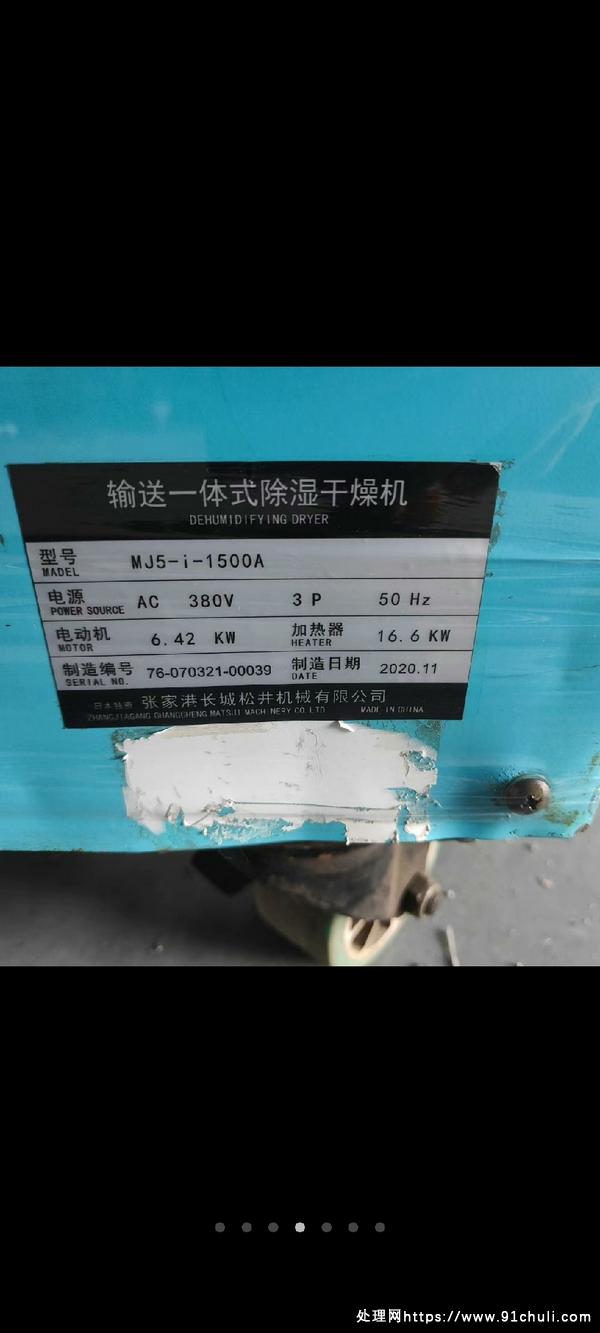 输送一体式除湿干燥机
DEHUMIDIFYING DRYER
型号 MJ5-i-1500A
MADEL
电源 AC 380V 3 P 50 Hz
POWER SOURCE
电动机 6.42 KW 加热器 16.6 KW
MOTOR HEATER
制造编号 76-070321-00039 制造日期 2020.11
SERIAL NO. DATE
日本独资 张家港长城松井机械有限公司
ZHANGJIAGANG CHANGCHENG MATSUI MACHINERY CO.LTD MADE IN CHINA
处理网https://www.91chuli.com